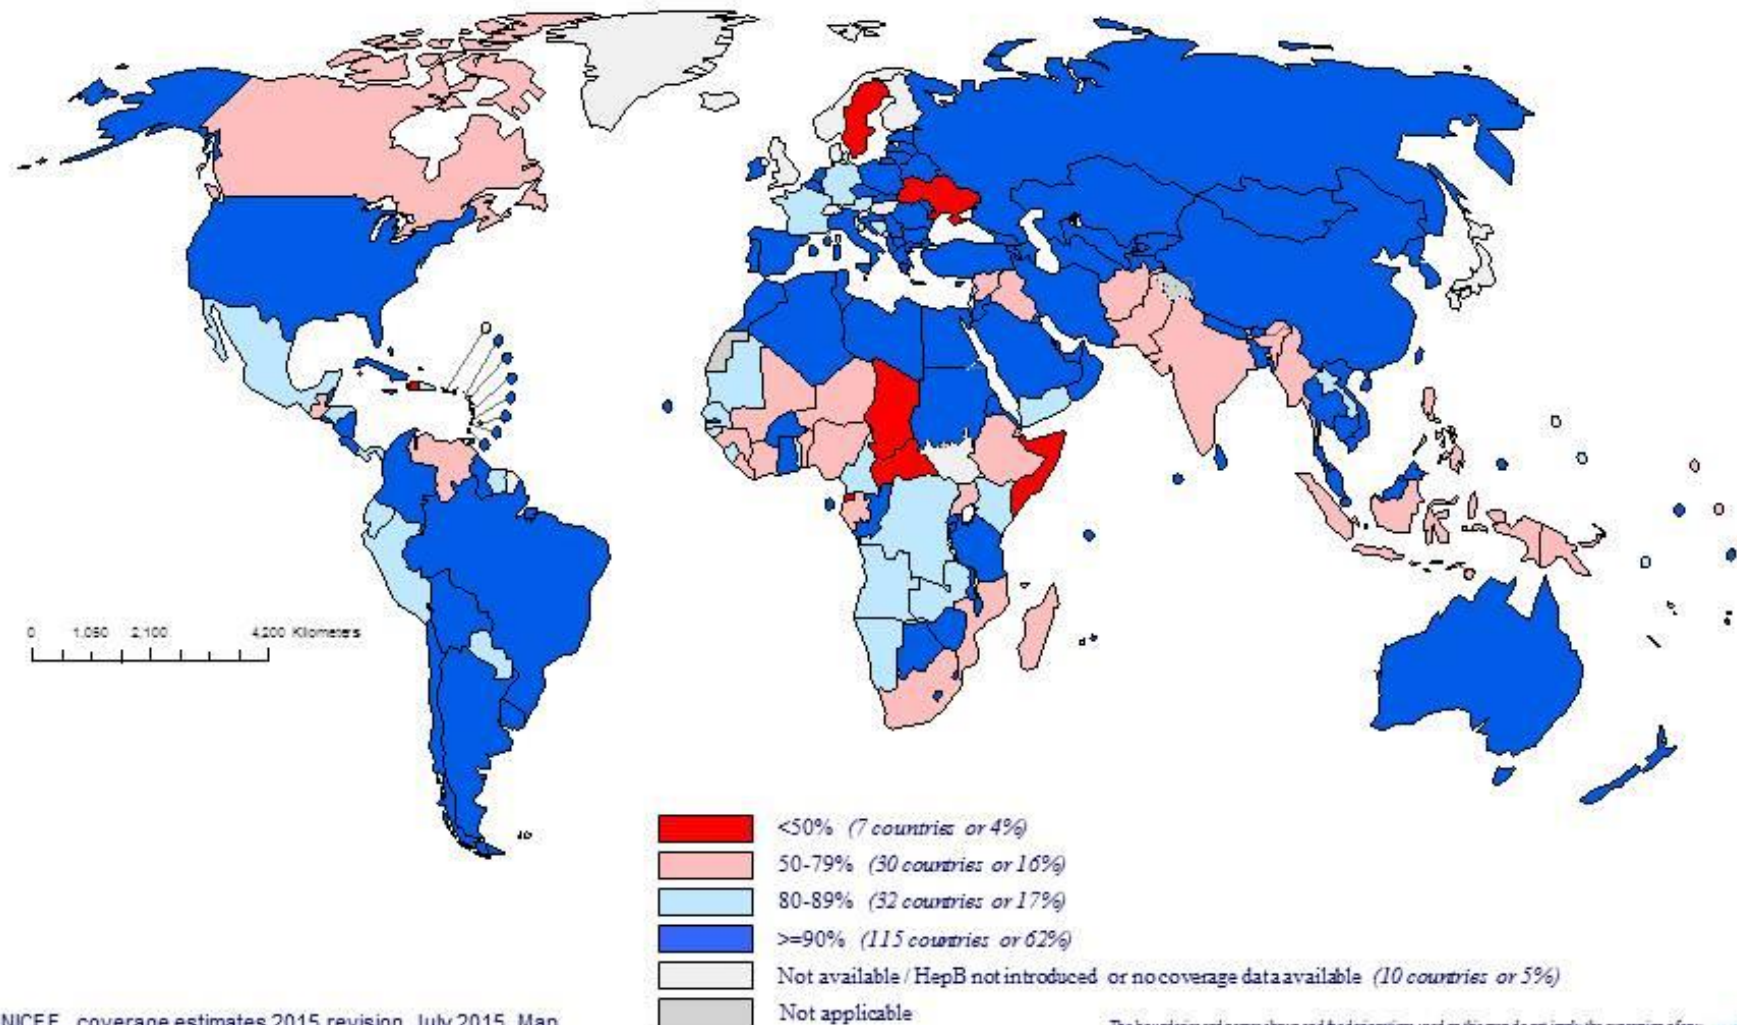 0 1,050 2,100 4,200 Kilometers
<50% (7 countries or 4%)
50-79% (30 countries or 16%)
80-89% (32 countries or 17%)
>=90% (115 countries or 62%)
Not available / HepB not introduced or no coverage data available (10 countries or 5%)
Not applicable
NICEF coverage estimates 2015 revision. July 2015. Map